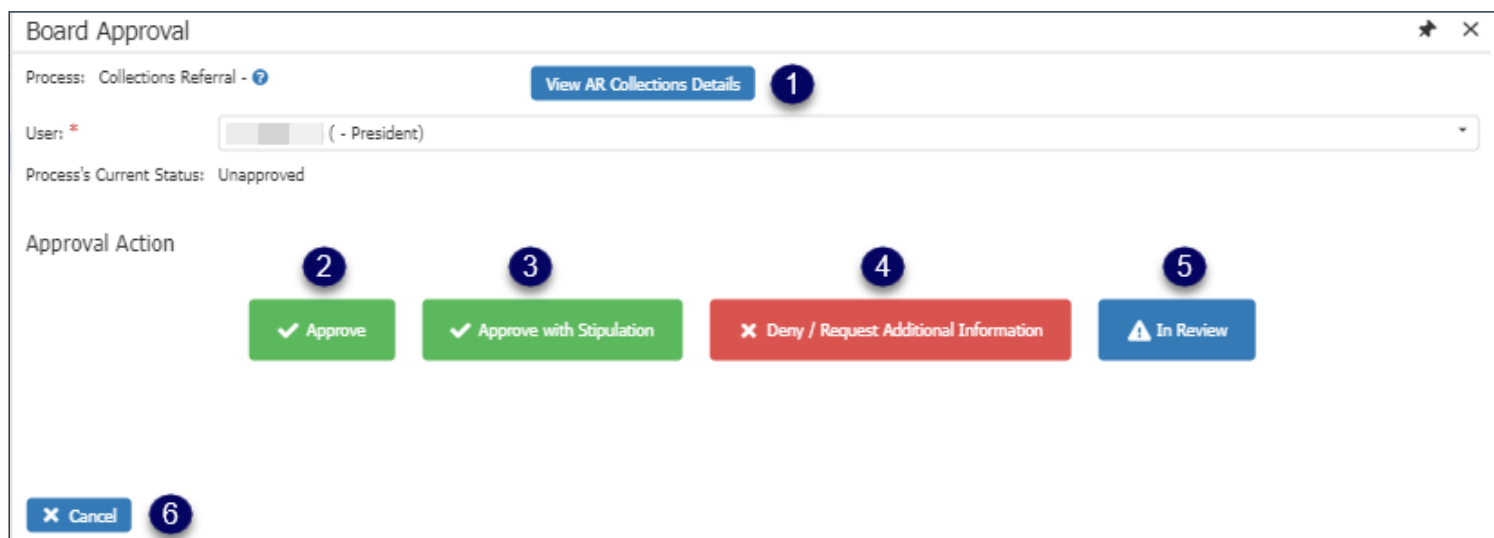 Board Approval
Process: Collections Referral - ?
View AR Collections Details 1
User: * ( - President)
Process's Current Status: Unapproved
Approval Action
2 3 4 5
Approve Approve with Stipulation Deny / Request Additional Information In Review
Cancel 6